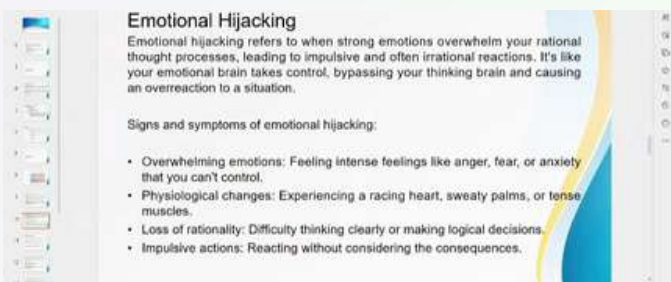 Emotional Hijacking
Emotional hijacking refers to when strong emotions overwhelm your rational
thought processes, leading to impulsive and often irrational reactions. It's like
your emotional brain takes control, bypassing your thinking brain and causing
an overreaction to a situation.
Signs and symptoms of emotional hijacking:
• Overwhelming emotions: Feeling intense feelings like anger, fear, or anxiety
that you can't control.
• Physiological changes: Experiencing a racing heart, sweaty palms, or tense
muscles.
• Loss of rationality: Difficulty thinking clearly or making logical decisions.
• Impulsive actions: Reacting without considering the consequences.